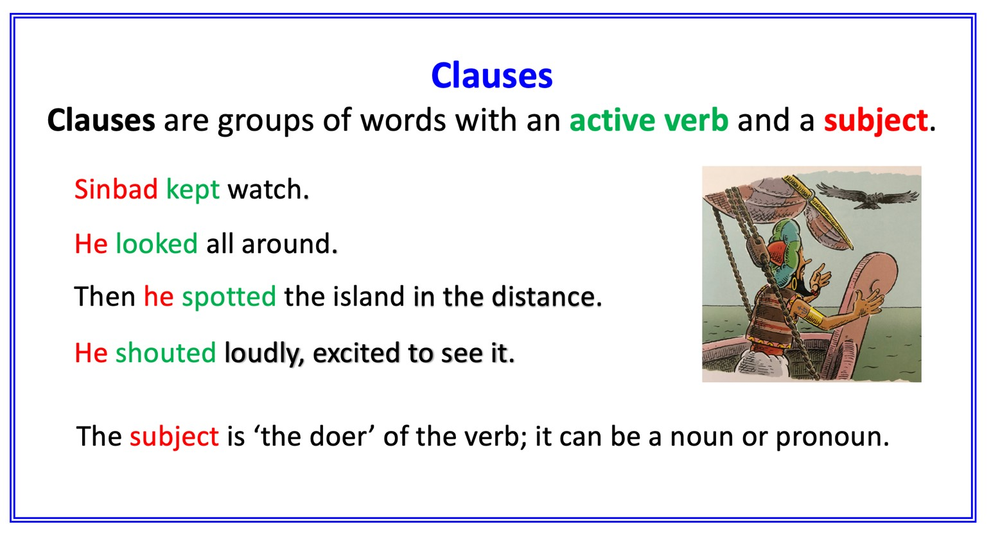 Clauses
Clauses are groups of words with an active verb and a subject.
Sinbad kept watch.
He looked all around.
Then he spotted the island in the distance.
He shouted loudly, excited to see it.
The subject is ‘the doer’ of the verb; it can be a noun or pronoun.